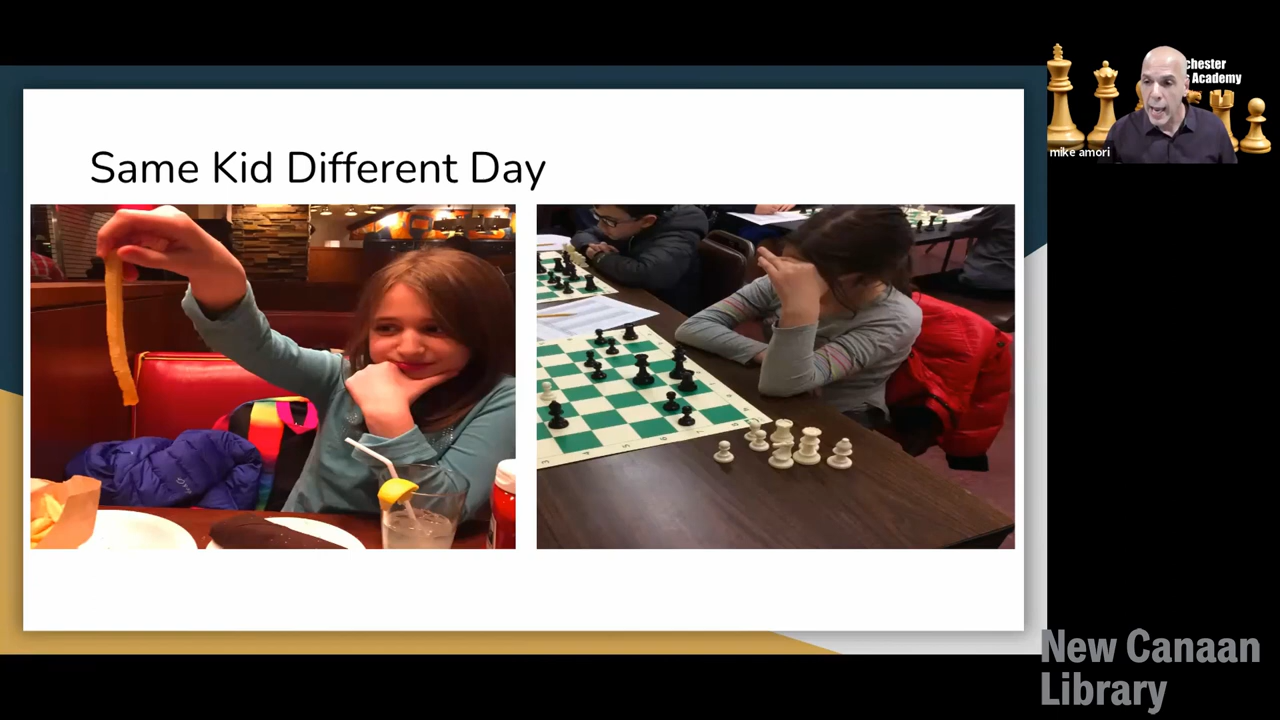 Same Kid Different Day
chester
Academy
mike amori
New Canaan
Library